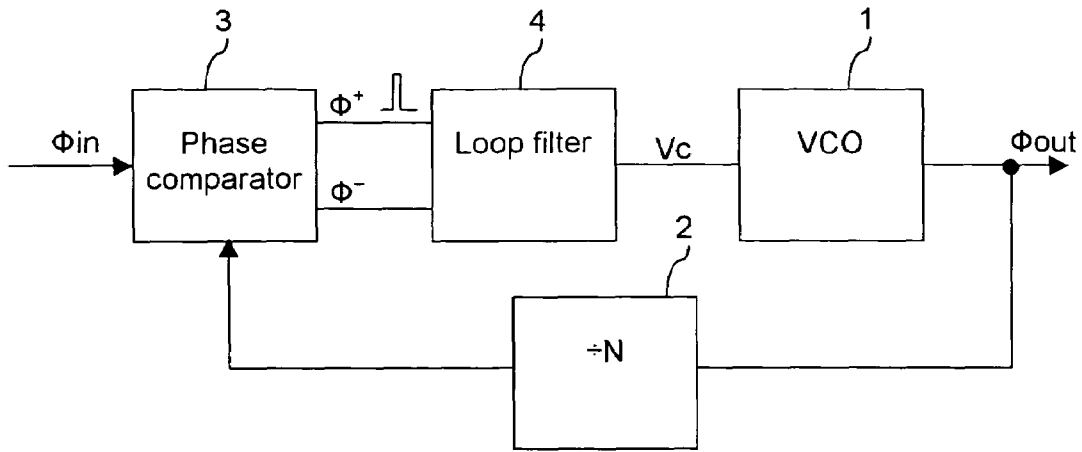 3
4
1
Φin
Phase
comparator
Φ+
Φ−
Loop filter
Vc
VCO
Φout
2
÷N